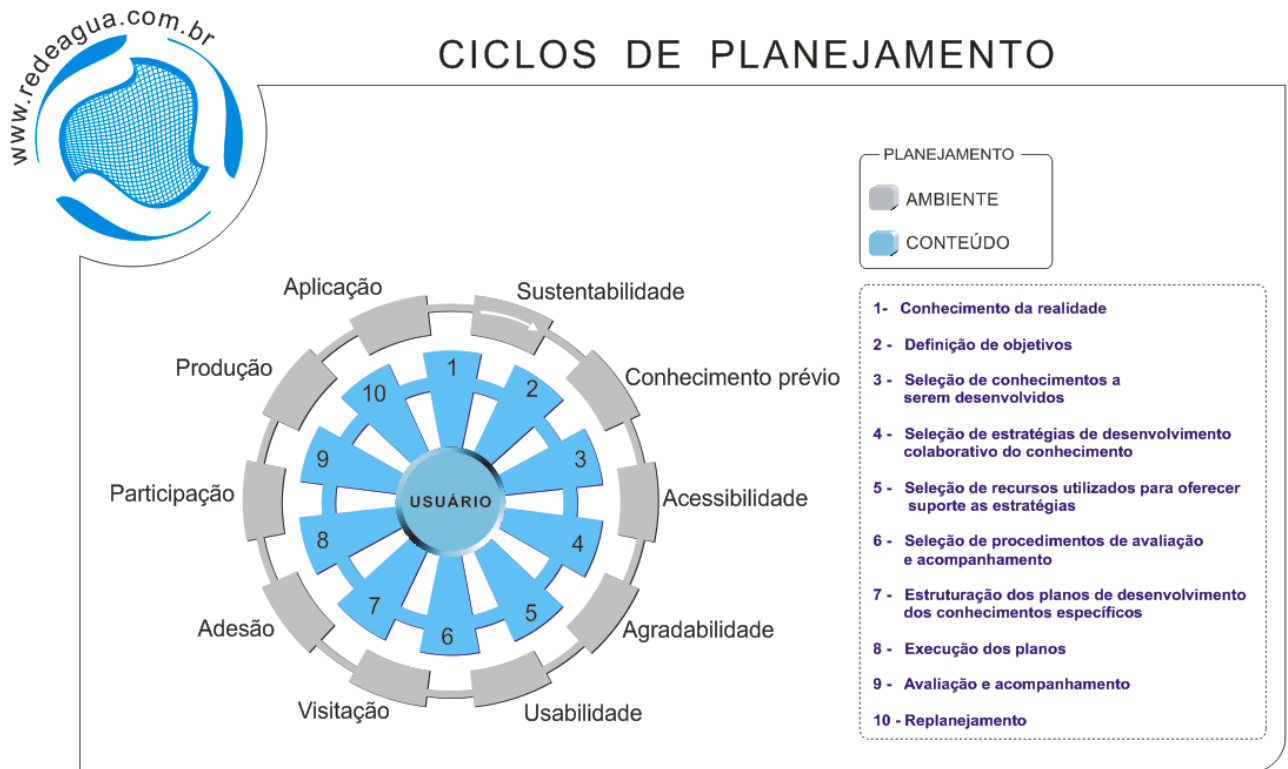 www.redeagua.com.br
CICLOS DE PLANEJAMENTO
PLANEJAMENTO
AMBIENTE
CONTEÚDO
Aplicação
Sustentabilidade
Produção
Conhecimento prévio
Participação
Acessibilidade
Adesão
Agradabilidade
Visitação
Usabilidade
1
2
3
4
5
6
7
8
9
10
USUÁRIO
1- Conhecimento da realidade
2 - Definição de objetivos
3 - Seleção de conhecimentos a
serem desenvolvidos
4 - Seleção de estratégias de desenvolvimento
colaborativo do conhecimento
5 - Seleção de recursos utilizados para oferecer
suporte as estratégias
6 - Seleção de procedimentos de avaliação
e acompanhamento
7 - Estruturação dos planos de desenvolvimento
dos conhecimentos específicos
8 - Execução dos planos
9 - Avaliação e acompanhamento
10 - Replanejamento